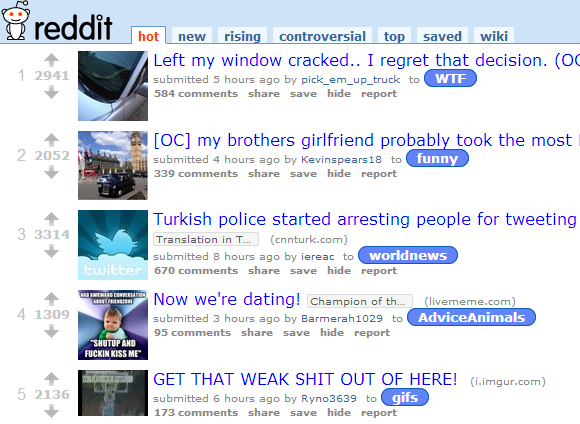 reddit
hot new rising controversial top saved wiki
1 2941 Left my window cracked.. I regret that decision. (OC
submitted 5 hours ago by pick_em_up_truck to WTF
584 comments share save hide report
2 2052 [OC] my brothers girlfriend probably took the most
submitted 4 hours ago by Kevinspears18 to funny
339 comments share save hide report
3 3314 Turkish police started arresting people for tweeting
Translation in T... (cnnturk.com)
submitted 8 hours ago by iereac to worldnews
twitter
670 comments share save hide report
4 1309 Now we're dating! Champion of th... (livememe.com)
HAD AWKWARD CONVERSATION
ABOUT FRIENDZONE
submitted 3 hours ago by Barmerah1029 to AdviceAnimals
95 comments share save hide report
"SHUTUP AND
FUCKIN KISS ME"
5 2136 GET THAT WEAK SHIT OUT OF HERE! (i.imgur.com)
submitted 6 hours ago by Ryno3639 to gifs
173 comments share save hide report